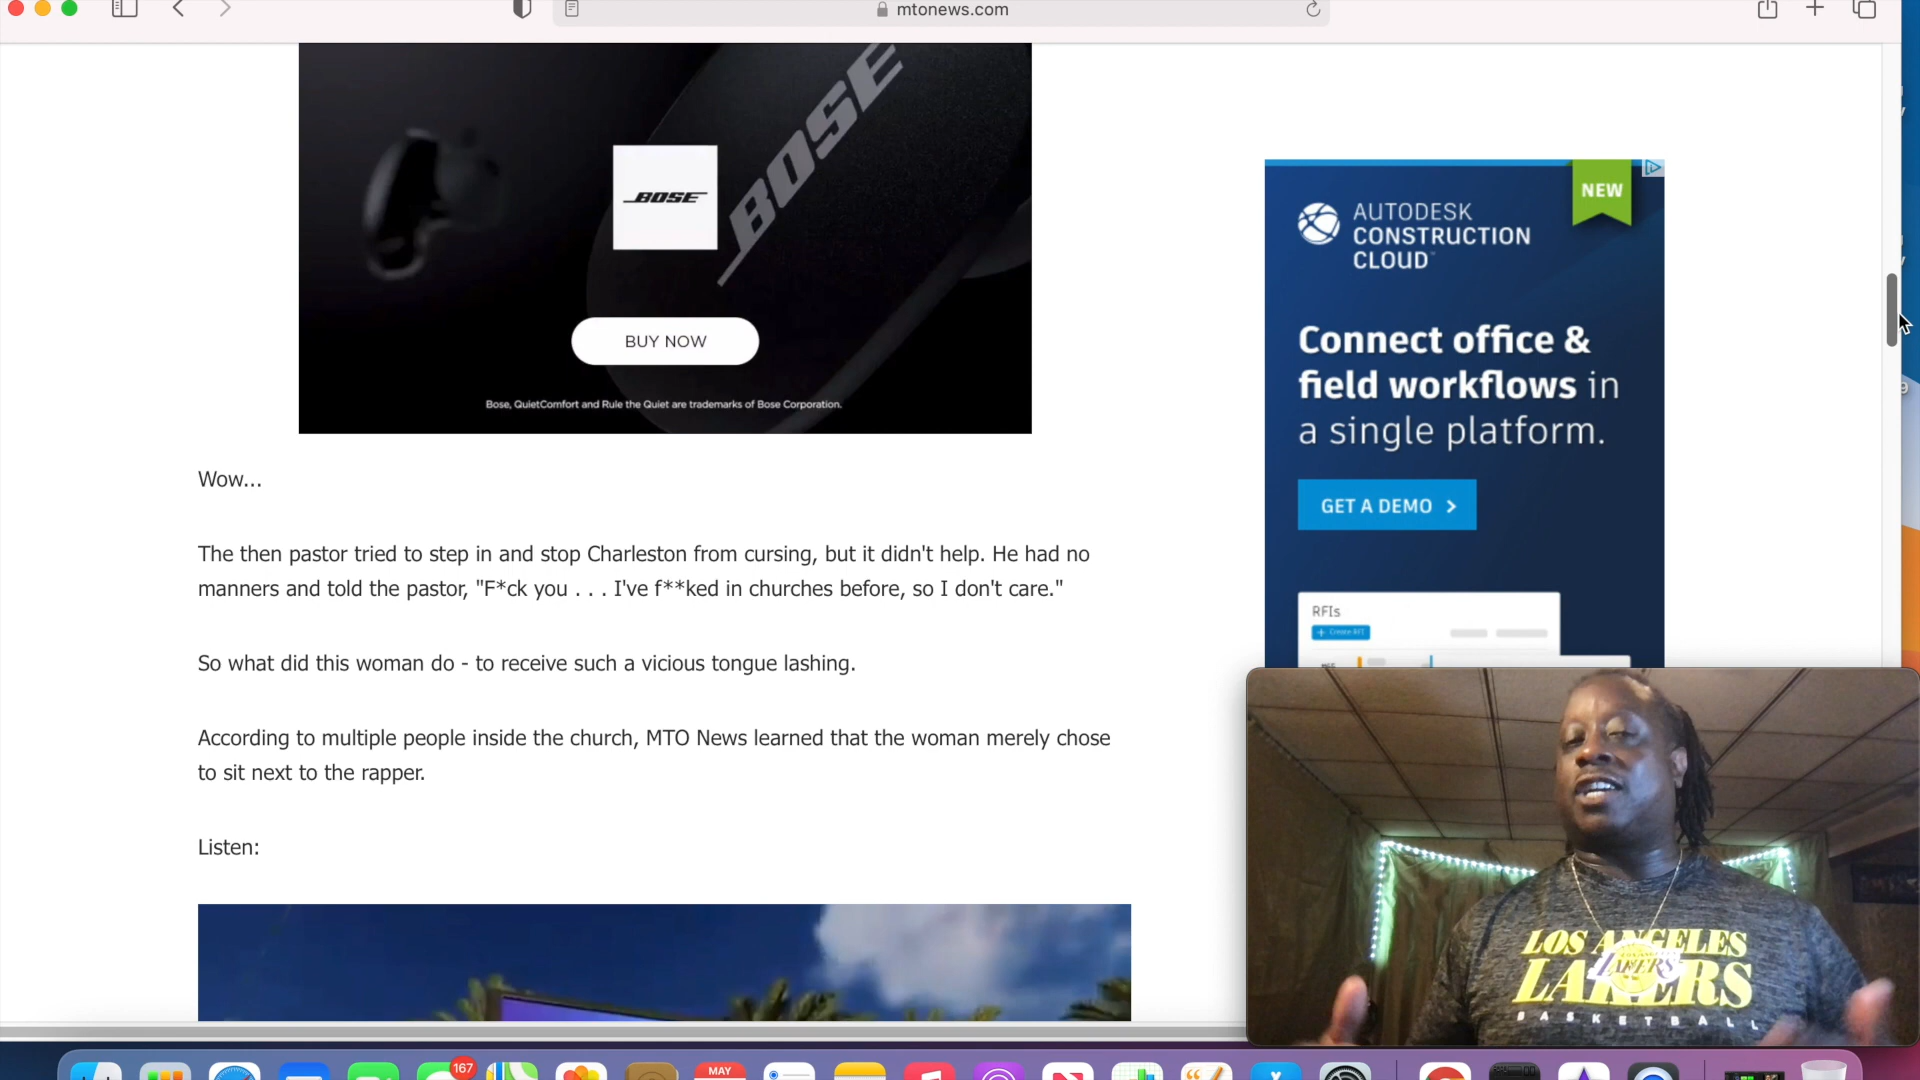 mtonews.com
BOSE
BOSE
BUY NOW
Bose, QuietComfort and Rule the Quiet are trademarks of Bose Corporation.
NEW
AUTODESK
CONSTRUCTION
CLOUD
Connect office &
field workflows in
a single platform.
GET A DEMO >
RFIs
+ Create RFI
Wow...
The then pastor tried to step in and stop Charleston from cursing, but it didn't help. He had no
manners and told the pastor, "F*ck you . . . I've f**ked in churches before, so I don't care."
So what did this woman do - to receive such a vicious tongue lashing.
According to multiple people inside the church, MTO News learned that the woman merely chose
to sit next to the rapper.
Listen:
LOS ANGELES
LAKERS
LAKERS
BASKETBALL
167
MAY